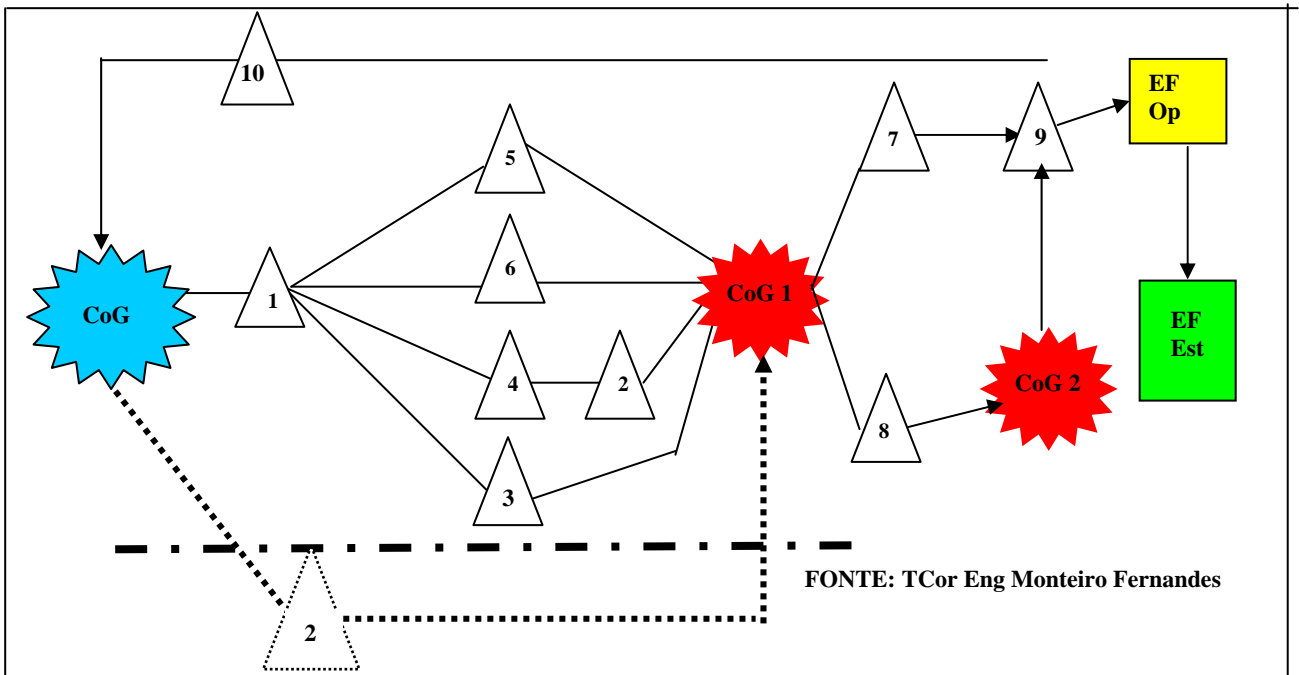 10
EF
Op
5
7
9
6
CoG
1
CoG 1
EF
Est
4
2
CoG 2
8
3
FONTE: TCor Eng Monteiro Fernandes
2